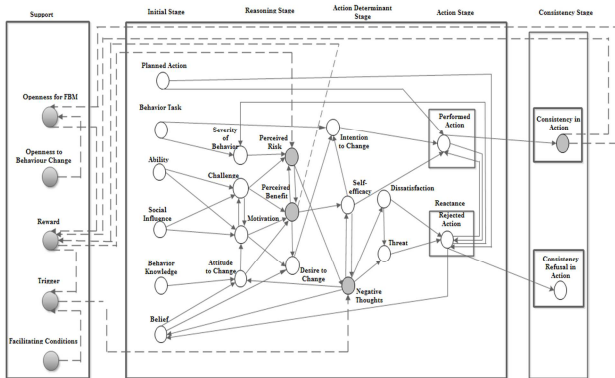 Support
Initial Stage
Reasoning Stage
Action Determinant
Stage
Action Stage
Consistency Stage
Planned Action
Openness for FBM
Behavior Task
Severity
of
Behavior
Perceived
Risk
Intention
to Change
Performed
Action
Consistency in
Action
Openness to
Behaviour Change
Ability
Challenge
Perceived
Benefit
Self-
efficacy
Dissatisfaction
Reward
Social
Influence
Motivation
Reactance
Rejected
Action
Threat
Behavior
Knowledge
Attitude
to Change
Desire to
Change
Consistency
Refusal in
Action
Trigger
Negative
Thoughts
Belief
Facilitating Conditions